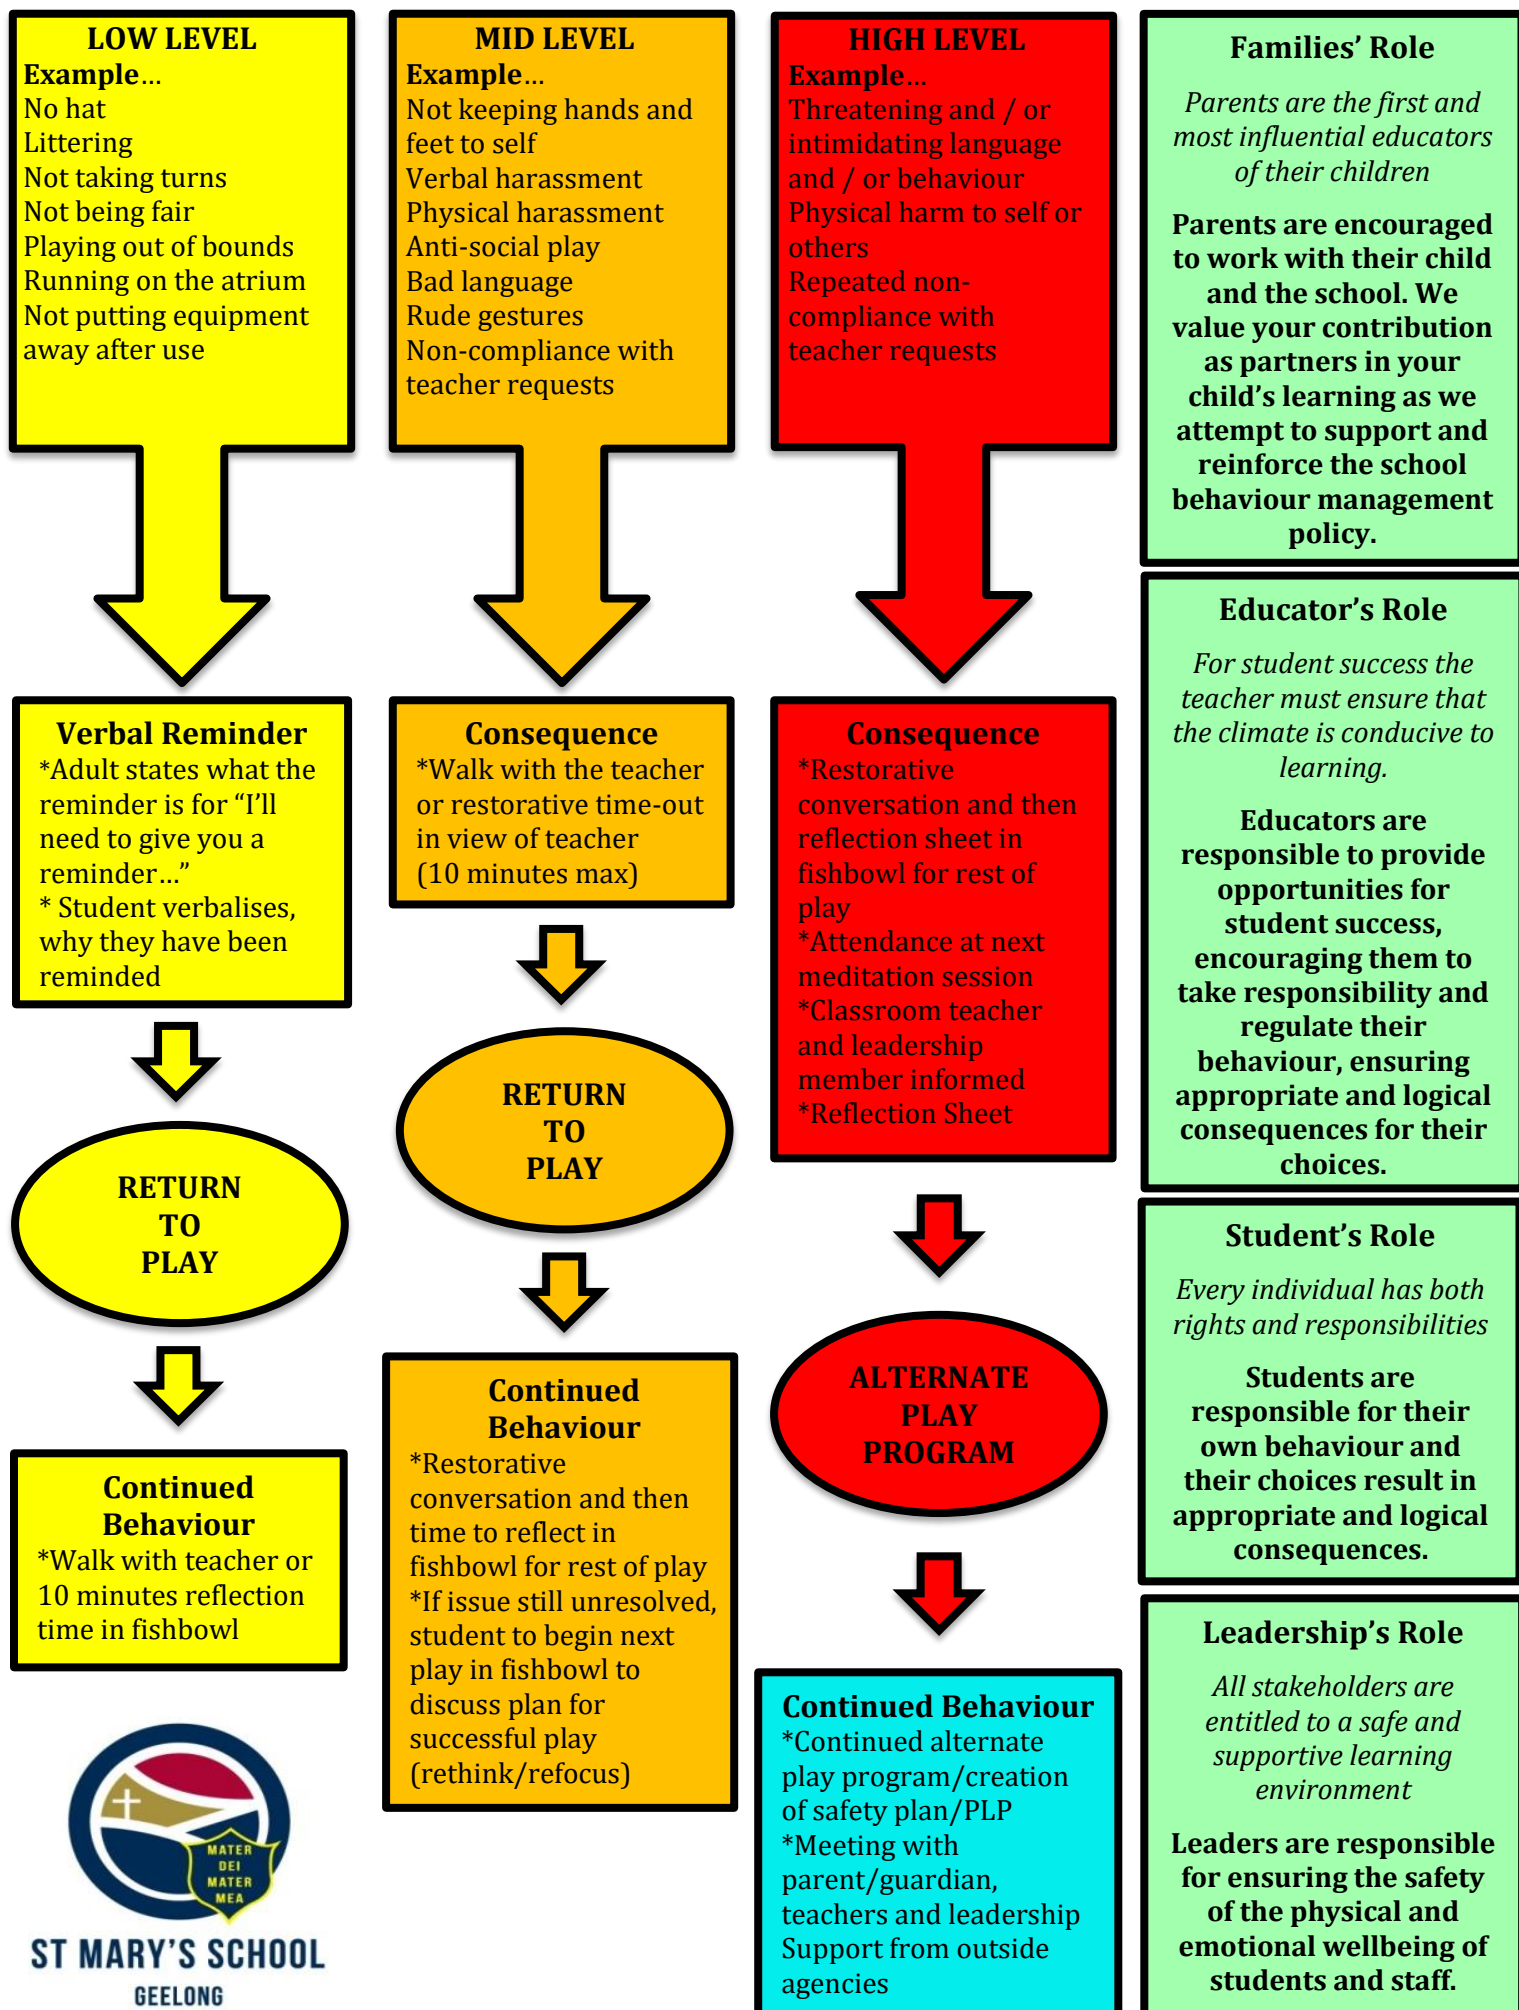 LOW LEVEL
Example…
No hat
Littering
Not taking turns
Not being fair
Playing out of bounds
Running on the atrium
Not putting equipment
away after use
Verbal Reminder
*Adult states what the
reminder is for “I’ll
need to give you a
reminder…”
* Student verbalises,
why they have been
reminded
RETURN
TO
PLAY
Continued
Behaviour
*Walk with teacher or
10 minutes reflection
time in fishbowl
MATER
DEI
MATER
MEA
ST MARY’S SCHOOL
GEELONG
MID LEVEL
Example…
Not keeping hands and
feet to self
Verbal harassment
Physical harassment
Anti-social play
Bad language
Rude gestures
Non-compliance with
teacher requests
Consequence
*Walk with the teacher
or restorative time-out
in view of teacher
(10 minutes max)
RETURN
TO
PLAY
Continued
Behaviour
*Restorative
conversation and then
time to reflect in
fishbowl for rest of play
*If issue still unresolved,
student to begin next
play in fishbowl to
discuss plan for
successful play
(rethink/refocus)
HIGH LEVEL
Example…
Threatening and / or
intimidating language
and / or behaviour
Physical harm to self or
others
Repeated non-
compliance with
teacher requests
Consequence
*Restorative
conversation and then
reflection sheet in
fishbowl for rest of
play
*Attendance at next
meditation session
*Classroom teacher
and leadership
member informed
*Reflection Sheet
ALTERNATE
PLAY
PROGRAM
Continued Behaviour
*Continued alternate
play program/creation
of safety plan/PLP
*Meeting with
parent/guardian,
teachers and leadership
Support from outside
agencies
Families’ Role
Parents are the first and
most influential educators
of their children
Parents are encouraged
to work with their child
and the school. We
value your contribution
as partners in your
child’s learning as we
attempt to support and
reinforce the school
behaviour management
policy.
Educator’s Role
For student success the
teacher must ensure that
the climate is conducive to
learning.
Educators are
responsible to provide
opportunities for
student success,
encouraging them to
take responsibility and
regulate their
behaviour, ensuring
appropriate and logical
consequences for their
choices.
Student’s Role
Every individual has both
rights and responsibilities
Students are
responsible for their
own behaviour and
their choices result in
appropriate and logical
consequences.
Leadership’s Role
All stakeholders are
entitled to a safe and
supportive learning
environment
Leaders are responsible
for ensuring the safety
of the physical and
emotional wellbeing of
students and staff.